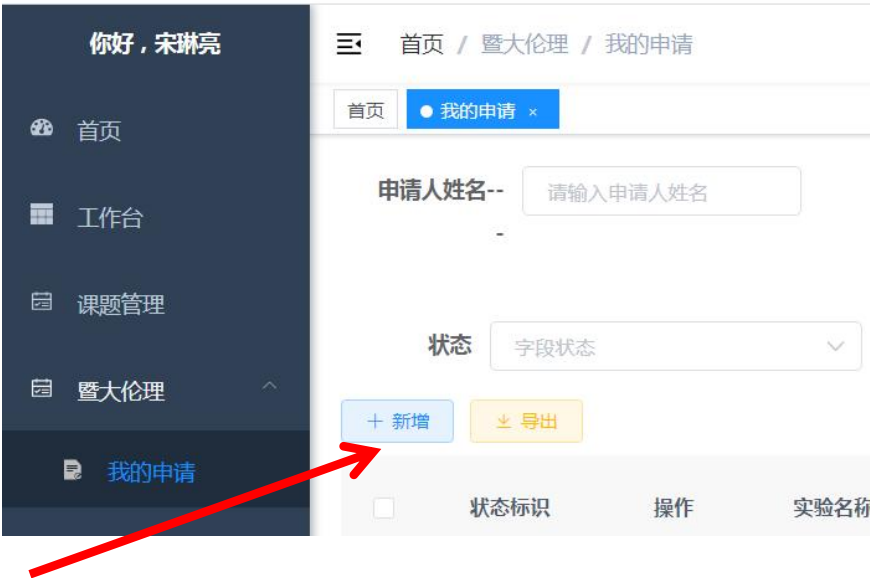 你好，宋琳亮
首页
工作台
课题管理
暨大伦理
我的申请
首页 / 暨大伦理 / 我的申请
首页 我的申请 ×
申请人姓名--
-
请输入申请人姓名
状态 字段状态
+ 新增 导出
状态标识 操作 实验名称